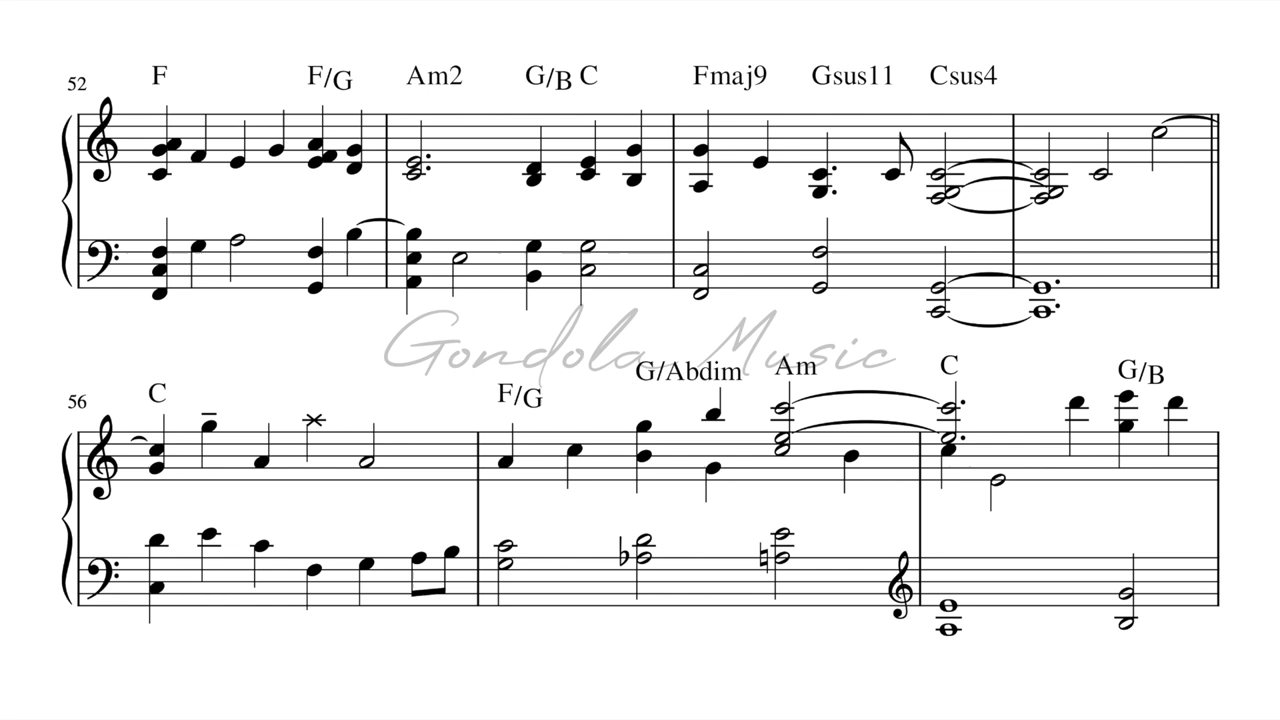 52 F F/G Am2 G/B C Fmaj9 Gsus11 Csus4
Gondola Music
56 C F/G G/Abdim Am C G/B